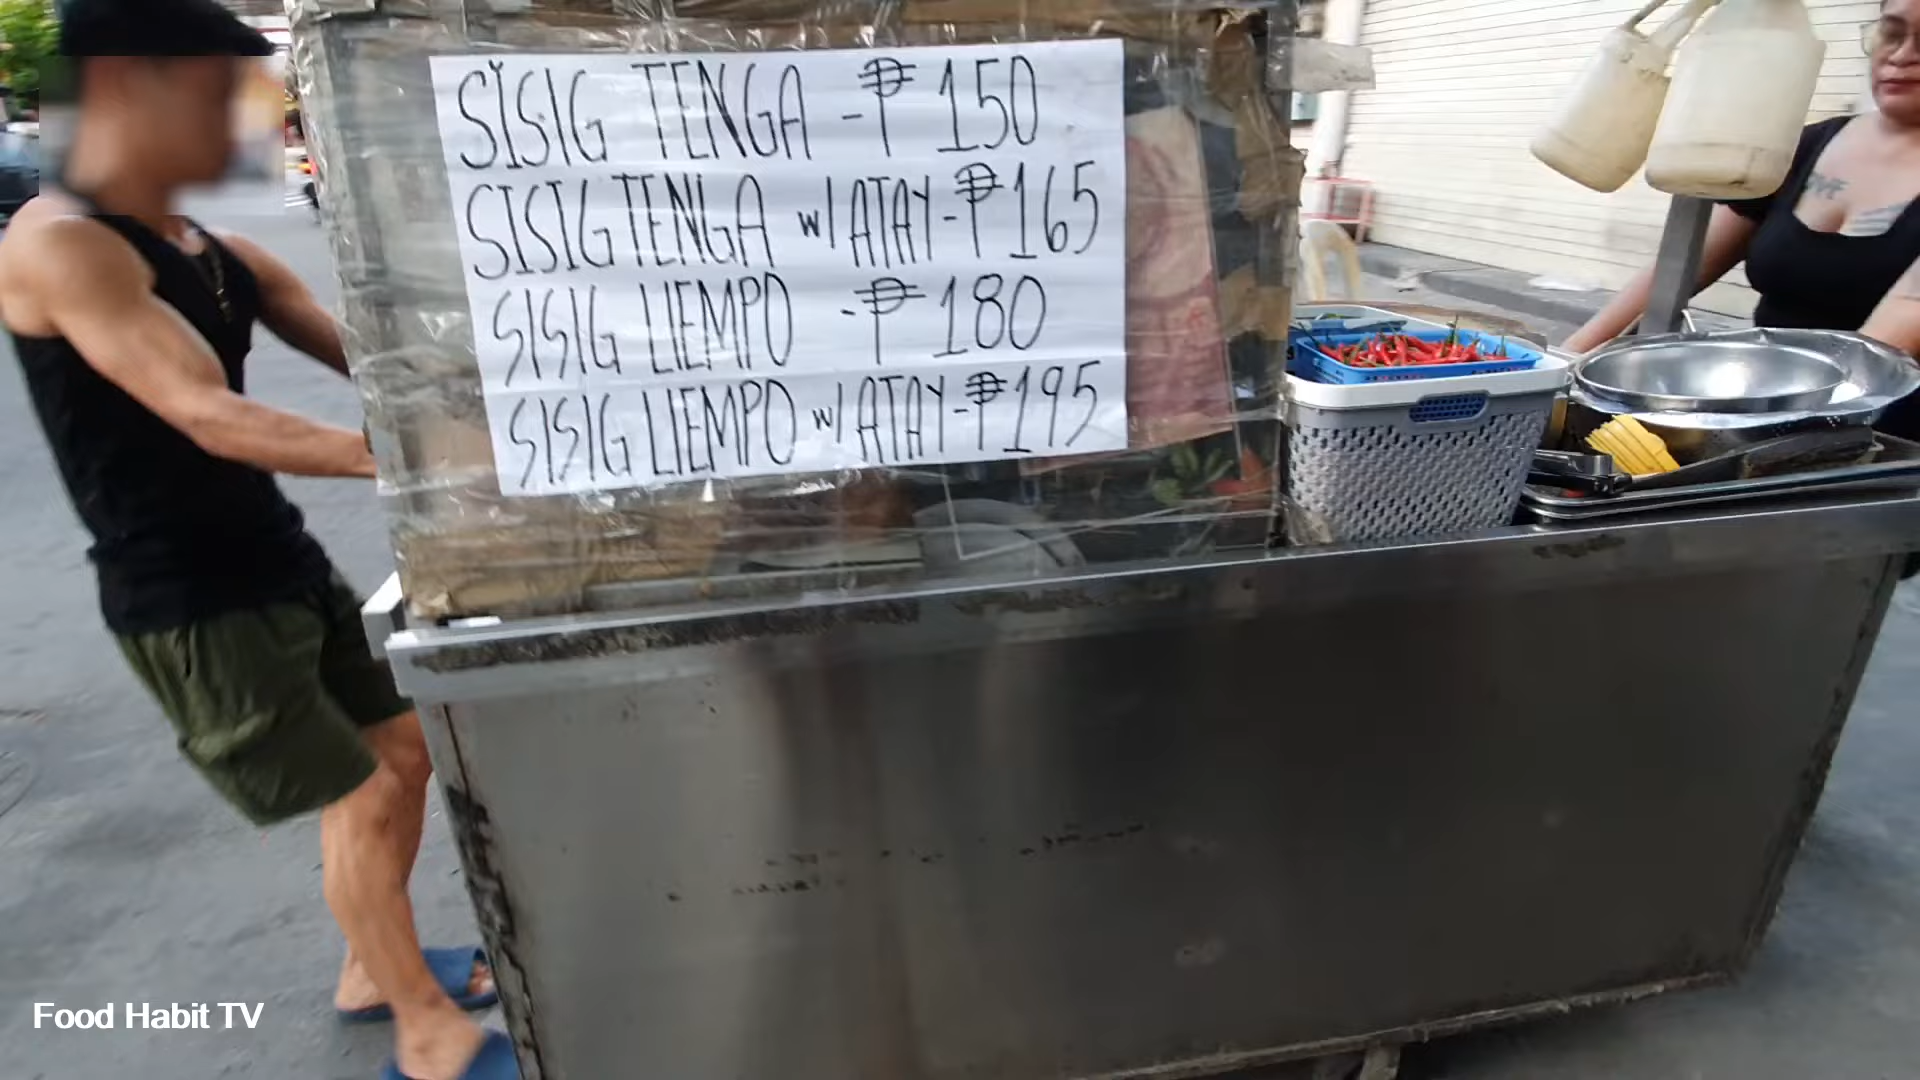 SISIG TENGA - ₱ 150
SISIG TENGA w/ ATAY - ₱ 165
SISIG LIEMPO - ₱ 180
SISIG LIEMPO w/ ATAY - ₱ 195
Food Habit TV